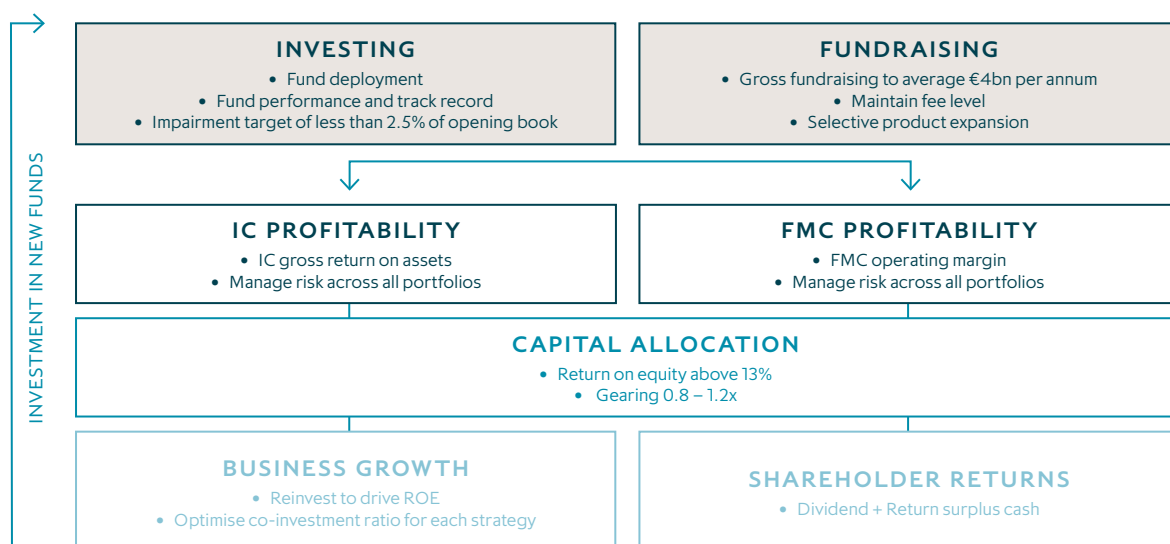 INVESTMENT IN NEW FUNDS
INVESTING
• Fund deployment
• Fund performance and track record
• Impairment target of less than 2.5% of opening book
FUNDRAISING
• Gross fundraising to average €4bn per annum
• Maintain fee level
• Selective product expansion
IC PROFITABILITY
• IC gross return on assets
• Manage risk across all portfolios
FMC PROFITABILITY
• FMC operating margin
• Manage risk across all portfolios
CAPITAL ALLOCATION
• Return on equity above 13%
• Gearing 0.8 – 1.2x
BUSINESS GROWTH
• Reinvest to drive ROE
• Optimise co-investment ratio for each strategy
SHAREHOLDER RETURNS
• Dividend + Return surplus cash